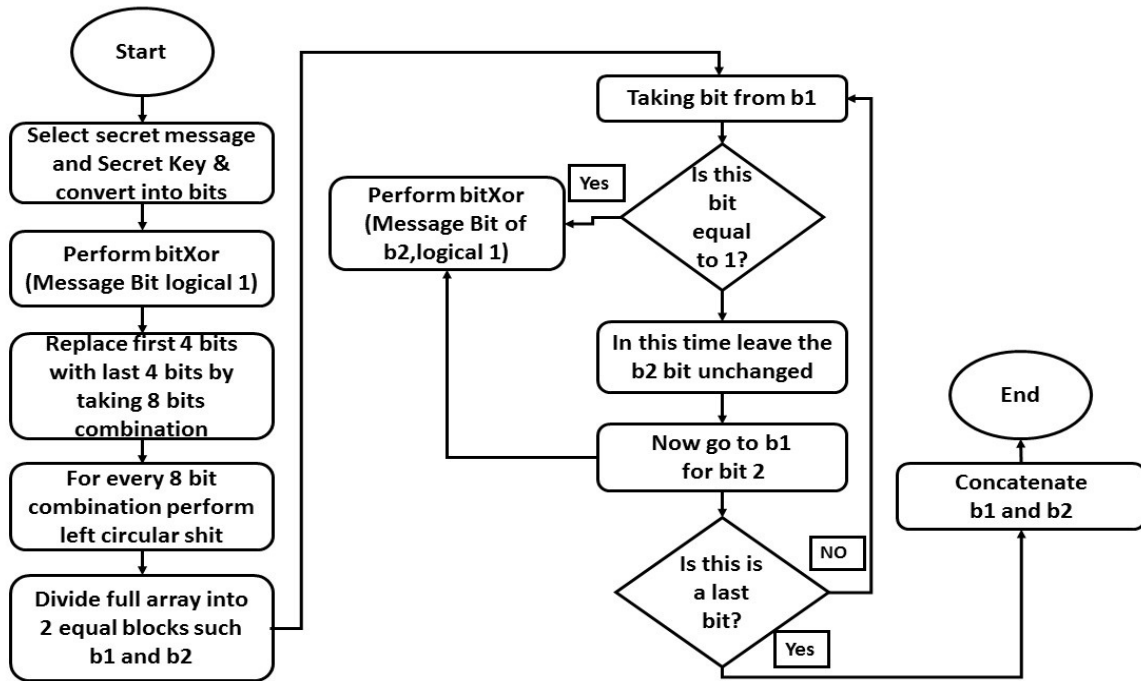 Start
Select secret message
and Secret Key &
convert into bits
Perform bitXor
(Message Bit logical 1)
Replace first 4 bits
with last 4 bits by
taking 8 bits
combination
For every 8 bit
combination perform
left circular shit
Divide full array into
2 equal blocks such
b1 and b2
Taking bit from b1
Is this
bit
equal
to 1?
Yes
Perform bitXor
(Message Bit of
b2,logical 1)
In this time leave the
b2 bit unchanged
Now go to b1
for bit 2
Is this is
a last
bit?
NO
Yes
Concatenate
b1 and b2
End